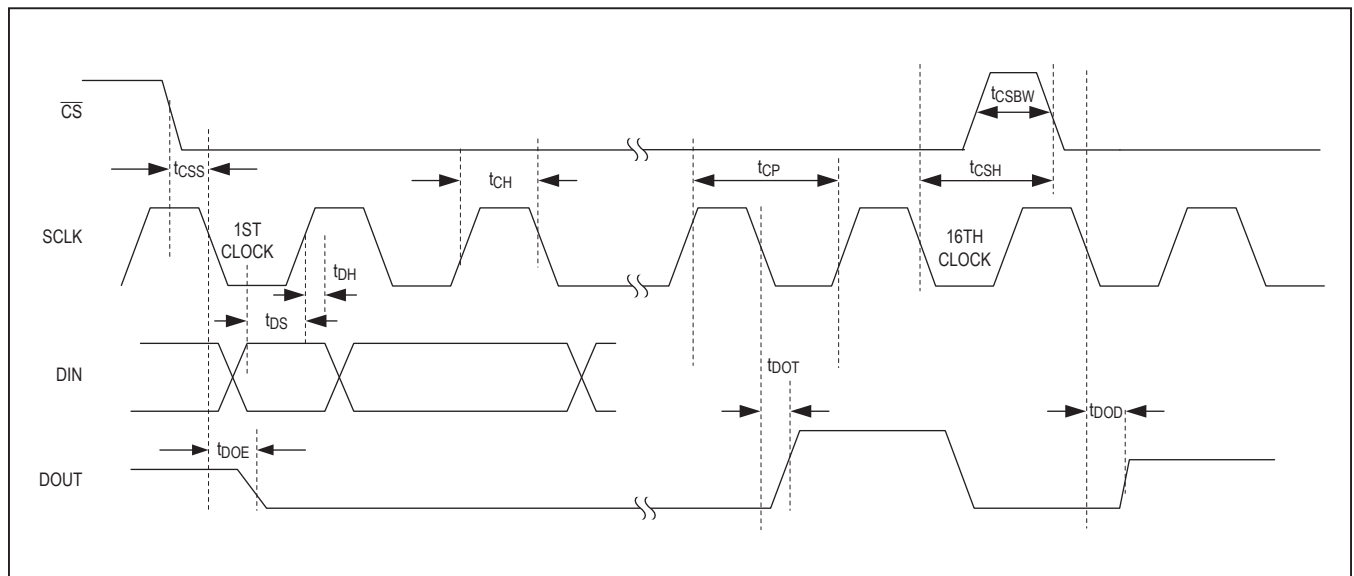 CS
tCSBW
tCSS
tCH
tCP
tCSH
SCLK
1ST
CLOCK
16TH
CLOCK
tDH
tDS
DIN
tDOT
tDOD
tDOE
DOUT